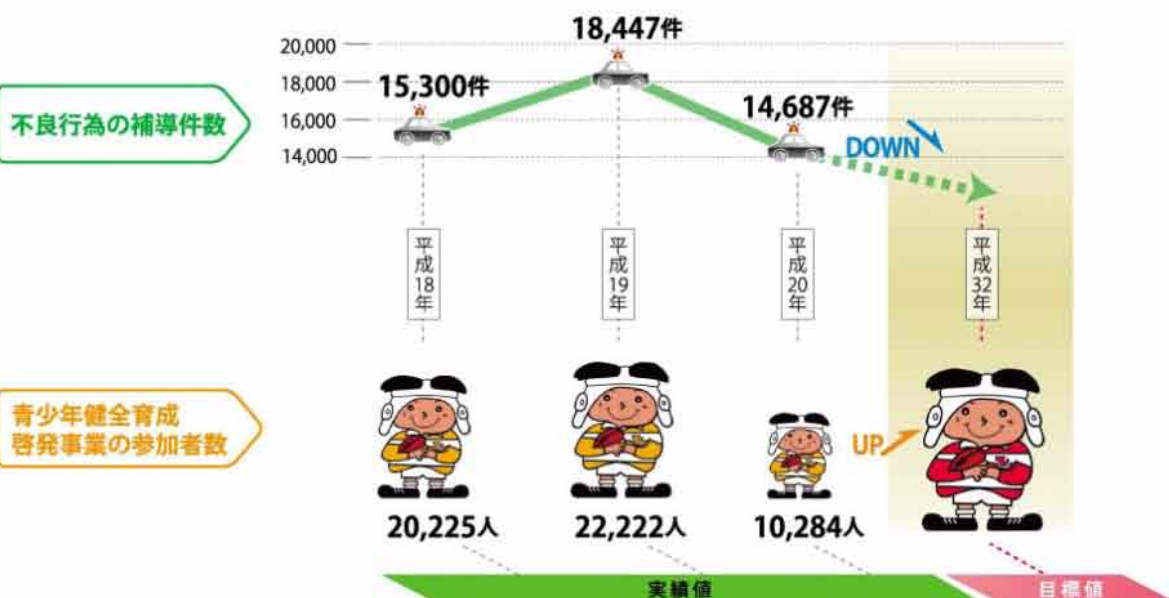 18,447件
20,000
18,000
15,300件
不良行為の補導件数
16,000
14,687件
14,000
DOWN
平成18年
平成19年
平成20年
平成32年
青少年健全育成
啓発事業の参加者数
UP
20,225人
22,222人
10,284人
実績値
目標値